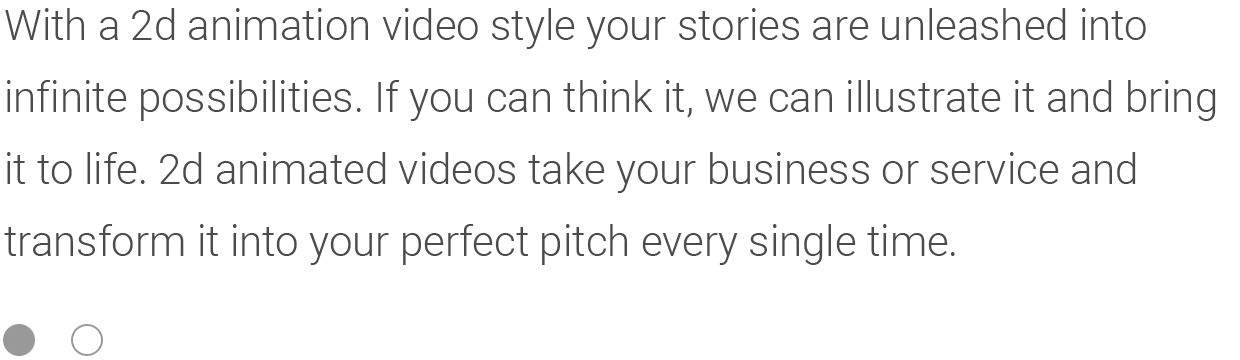 With a 2d animation video style your stories are unleashed into
infinite possibilities. If you can think it, we can illustrate it and bring
it to life. 2d animated videos take your business or service and
transform it into your perfect pitch every single time.